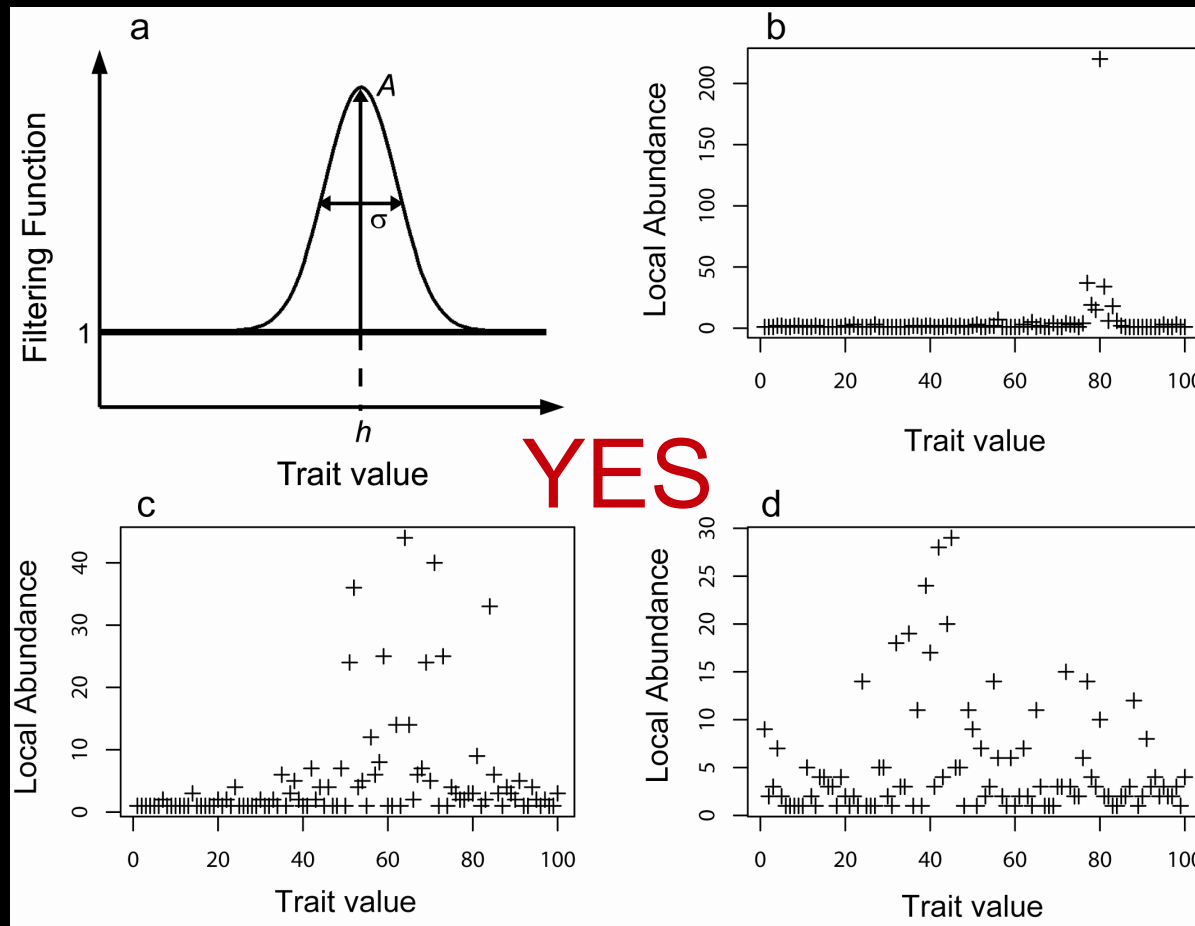 a
Filtering Function
A
σ
1
h
Trait value
b
Local Abundance
200
150
100
50
0
0 20 40 60 80 100
Trait value
YES
c
Local Abundance
40
30
20
10
0
0 20 40 60 80 100
Trait value
d
Local Abundance
30
25
20
15
10
5
0
0 20 40 60 80 100
Trait value